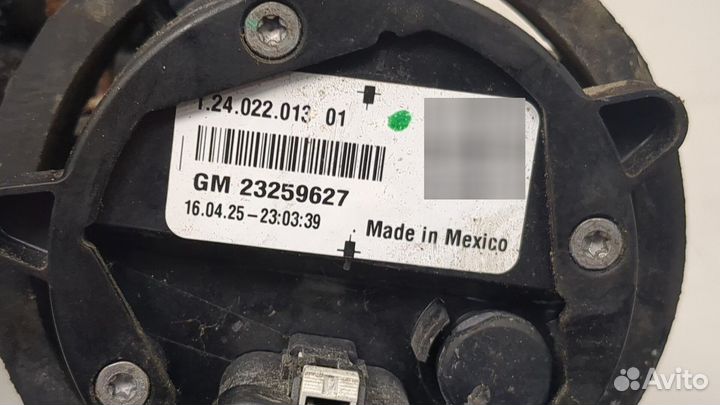 1.24.022.013 01
GM 23259627
16.04.25–23:03:39
Made in Mexico
Avito